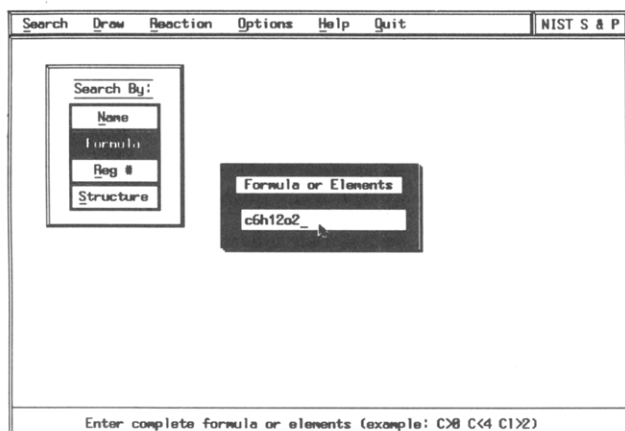 Search Draw Reaction Options Help Quit NIST S & P
Search By:
Name
Formula
Reg #
Structure
Formula or Elements
c6h12o2_
Enter complete formula or elements (example: C>0 C<4 Cl>2)